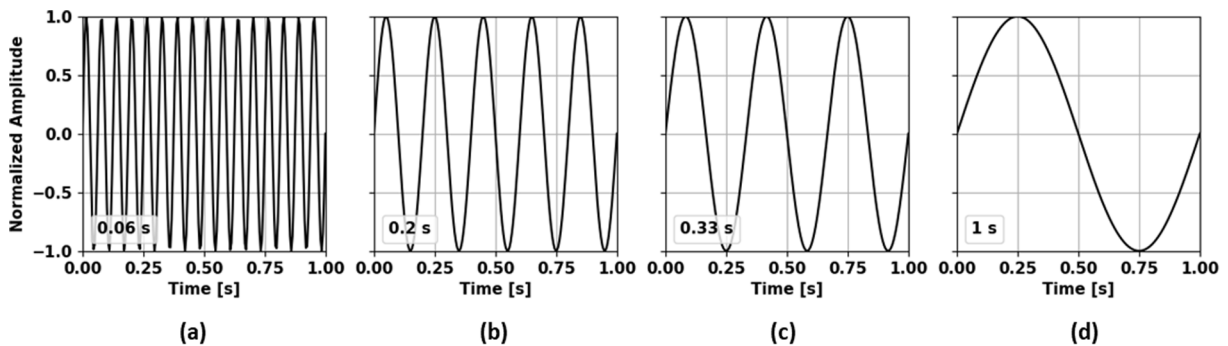 Normalized Amplitude
1.0
0.5
0.0
−0.5
−1.0
0.06 s
0.2 s
0.33 s
1 s
0.00 0.25 0.50 0.75 1.00
0.00 0.25 0.50 0.75 1.00
0.00 0.25 0.50 0.75 1.00
0.00 0.25 0.50 0.75 1.00
Time [s]
Time [s]
Time [s]
Time [s]
(a)
(b)
(c)
(d)